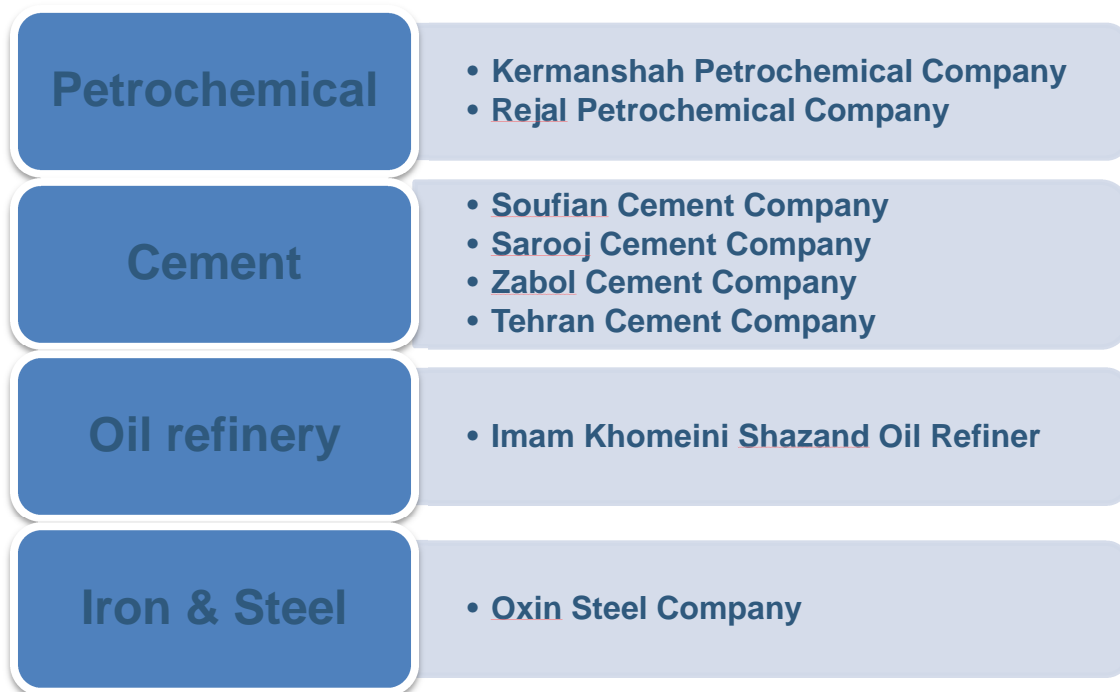 Petrochemical
• Kermanshah Petrochemical Company
• Rejal Petrochemical Company
Cement
• Soufian Cement Company
• Sarooj Cement Company
• Zabol Cement Company
• Tehran Cement Company
Oil refinery
• Imam Khomeini Shazand Oil Refiner
Iron & Steel
• Oxin Steel Company